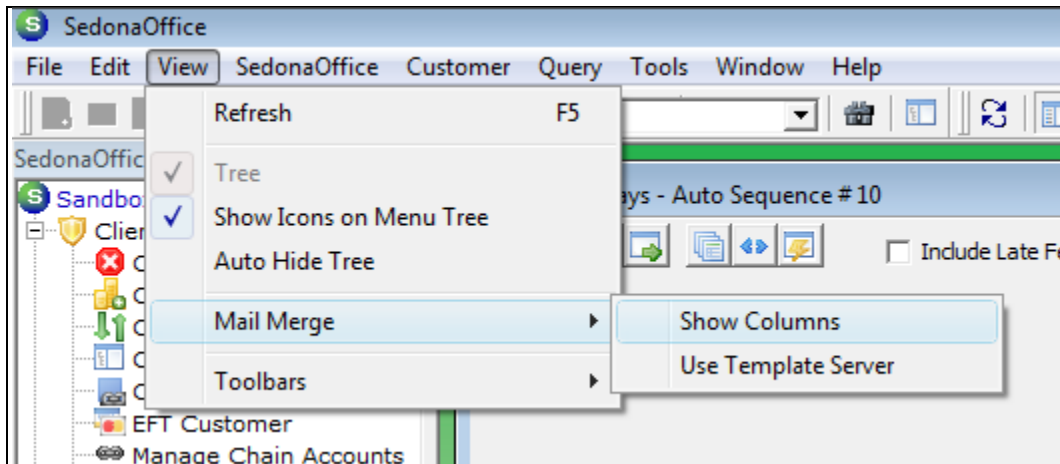 S SedonaOffice
File Edit View SedonaOffice Customer Query Tools Window Help
Refresh F5
SedonaOffic
Tree
ays - Auto Sequence # 10
S Sandbo
Show Icons on Menu Tree
Clier
Include Late Fe
Auto Hide Tree
Mail Merge
Show Columns
Use Template Server
Toolbars
EFT Customer
Manage Chain Accounts